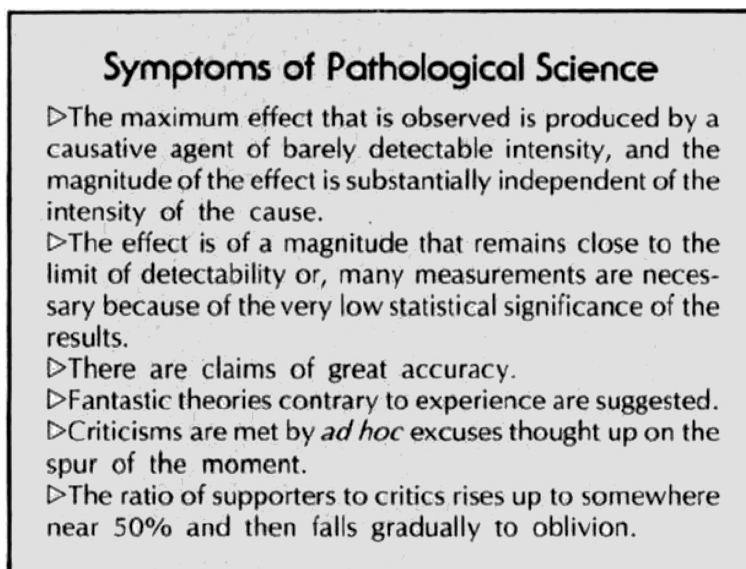 Symptoms of Pathological Science
▷The maximum effect that is observed is produced by a
causative agent of barely detectable intensity, and the
magnitude of the effect is substantially independent of the
intensity of the cause.
▷The effect is of a magnitude that remains close to the
limit of detectability or, many measurements are neces-
sary because of the very low statistical significance of the
results.
▷There are claims of great accuracy.
▷Fantastic theories contrary to experience are suggested.
▷Criticisms are met by ad hoc excuses thought up on the
spur of the moment.
▷The ratio of supporters to critics rises up to somewhere
near 50% and then falls gradually to oblivion.